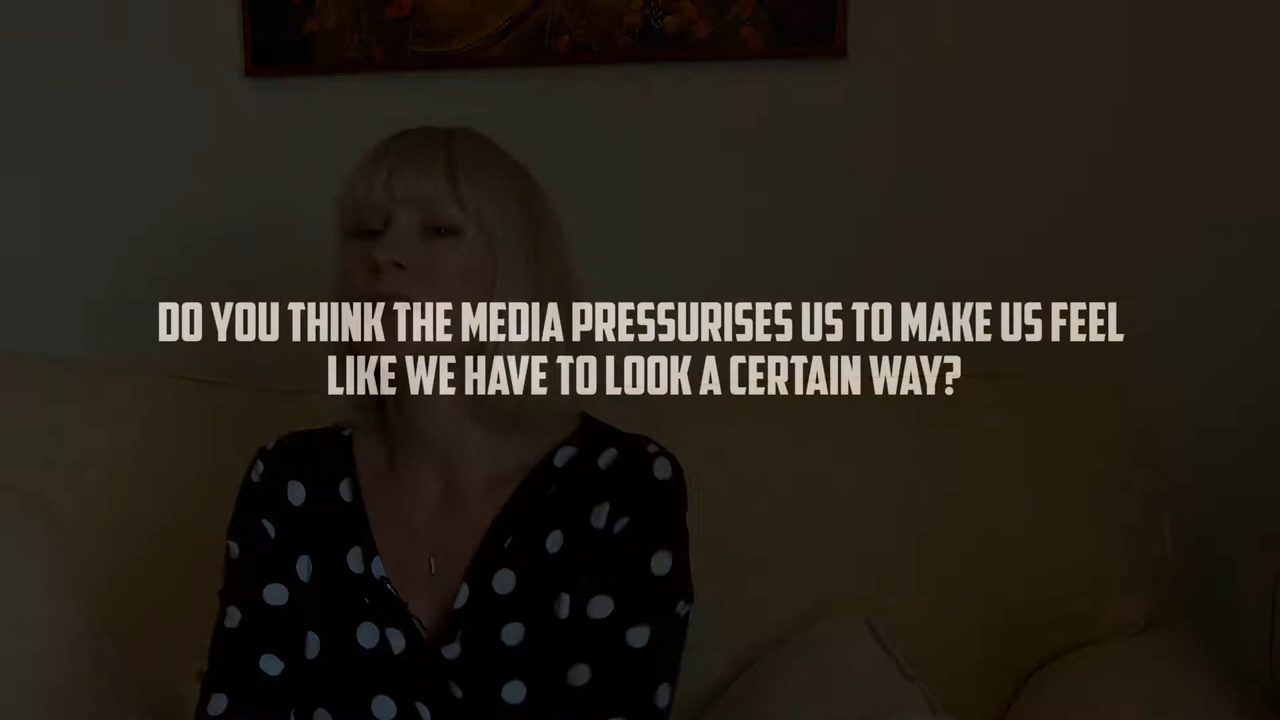 DO YOU THINK THE MEDIA PRESSURISES US TO MAKE US FEEL
LIKE WE HAVE TO LOOK A CERTAIN WAY?